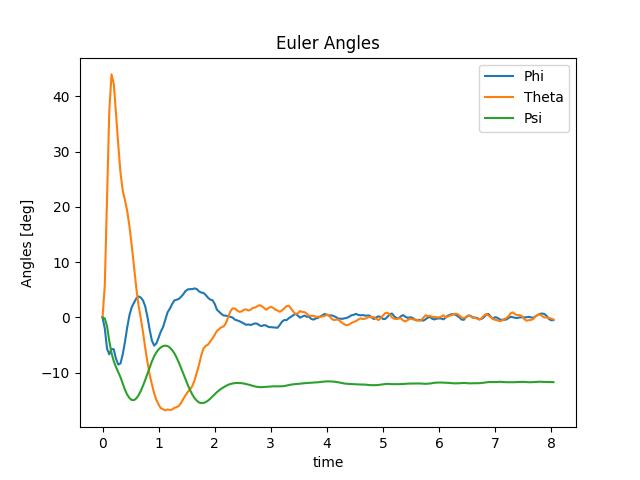 Euler Angles
Phi
Theta
Psi
Angles [deg]
40
30
20
10
0
−10
0 1 2 3 4 5 6 7 8
time